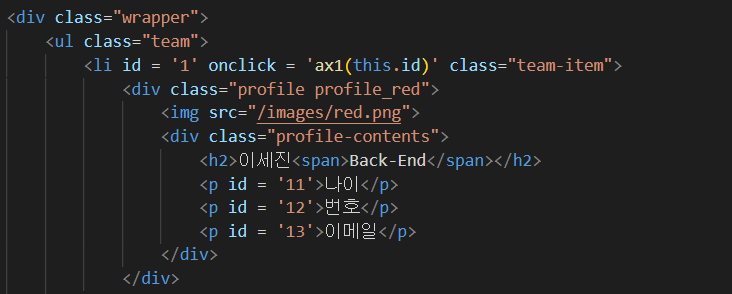 <div class="wrapper">
<ul class="team">
<li id = '1' onclick = 'ax1(this.id)' class="team-item">
<div class="profile profile_red">
<img src="/images/red.png">
<div class="profile-contents">
<h2>이세진<span>Back-End</span></h2>
<p id = '11'>나이</p>
<p id = '12'>번호</p>
<p id = '13'>이메일</p>
</div>
</div>